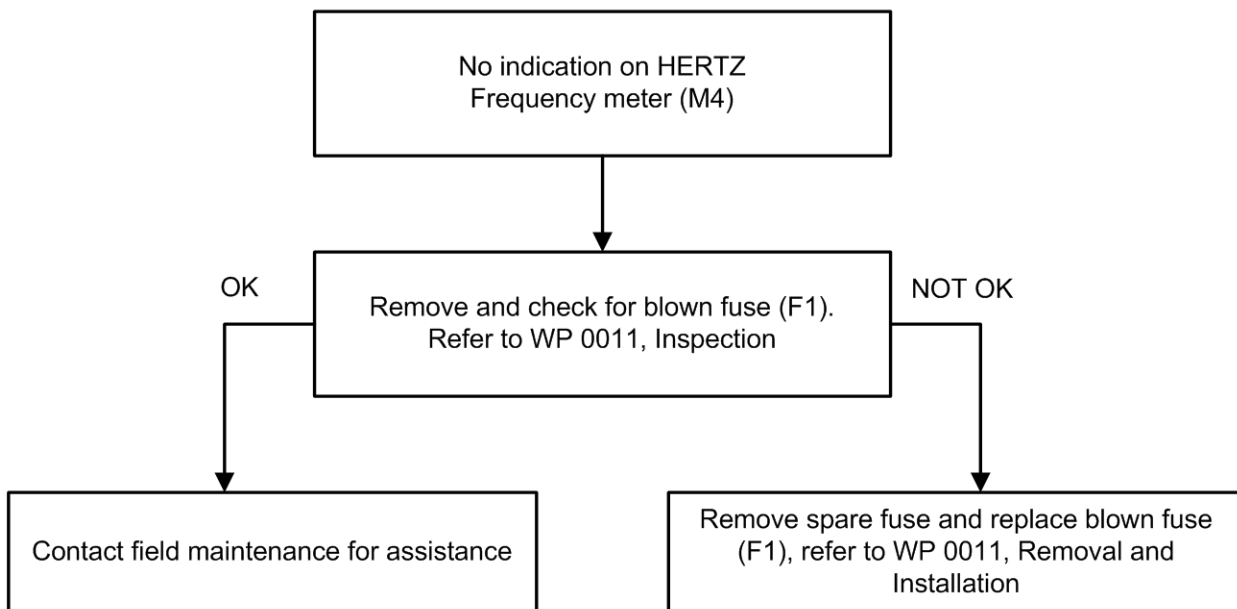 No indication on HERTZ
Frequency meter (M4)
OK
NOT OK
Remove and check for blown fuse (F1).
Refer to WP 0011, Inspection
Contact field maintenance for assistance
Remove spare fuse and replace blown fuse
(F1), refer to WP 0011, Removal and
Installation